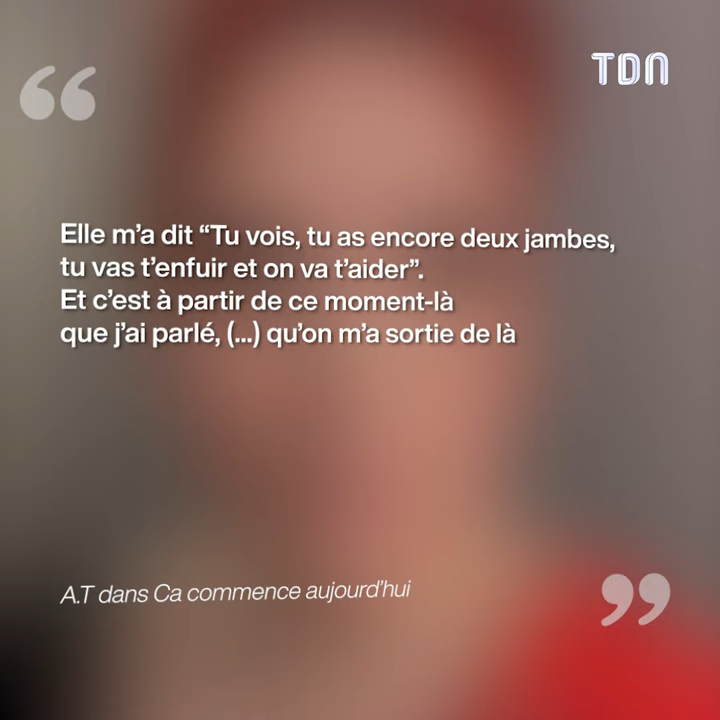 TDN
“
Elle m’a dit “Tu vois, tu as encore deux jambes,
tu vas t’enfuir et on va t’aider”.
Et c’est à partir de ce moment-là
que j’ai parlé, (...) qu’on m’a sortie de là
A.T dans Ca commence aujourd’hui
”